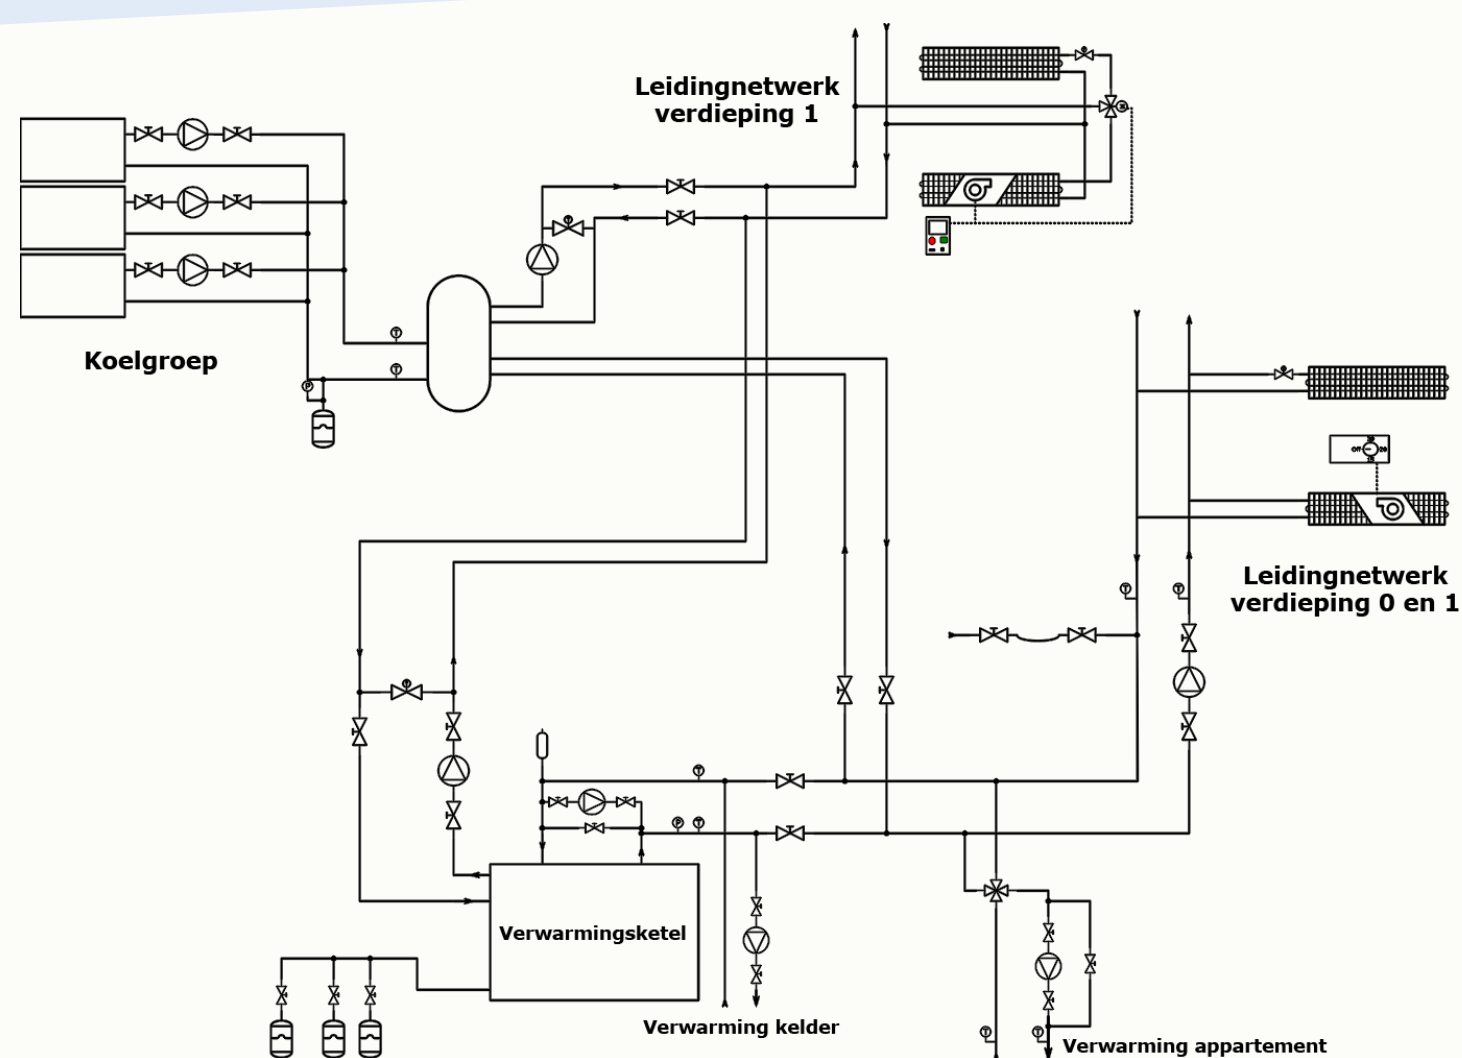 Leidingnetwerk
verdieping 1
Koelgroep
T
T
P
Leidingnetwerk
verdieping 0 en 1
T
T
T
P
T
Verwarmingsketel
Verwarming kelder
T
T
Verwarming appartement